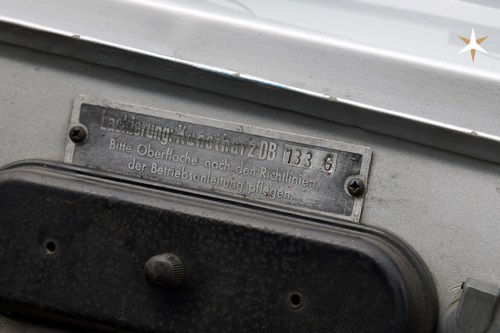 Lackierung: Kunstharz DB 133 G
Bitte Oberfläche nach den Richtlinien
der Betriebsanleitung pflegen.